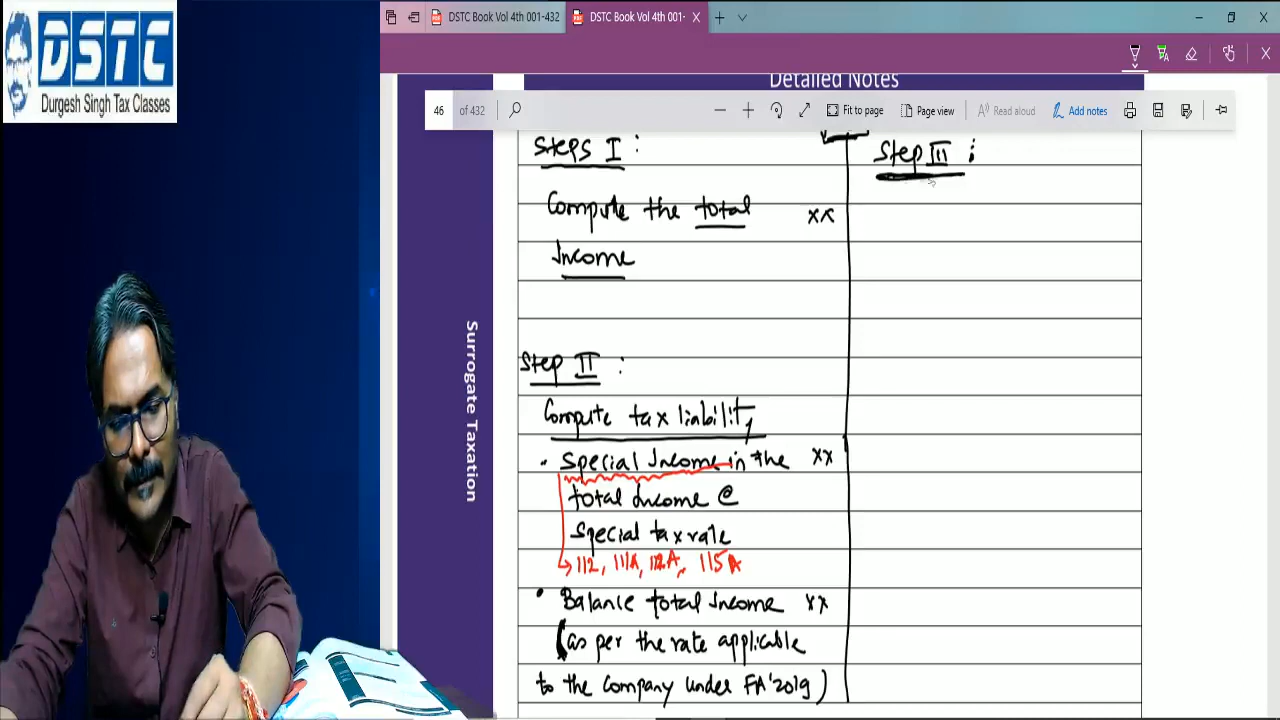 DSTC
Durgesh Singh Tax Classes
DSTC Book Vol 4th 001-432
DSTC Book Vol 4th 001-
Detailed Notes
46 of 432
Fit to page
Page view
Read aloud
Add notes
Surrogate Taxation
Steps I :
Compute the total xx
Income
Step II :
Compute tax liability
• Special Income in the xx
total Income @
Special tax rate
→ 112, 111A, 112A, 115A
• Balance total Income xx
(as per the rate applicable
to the Company under FA'2019)
Step III :